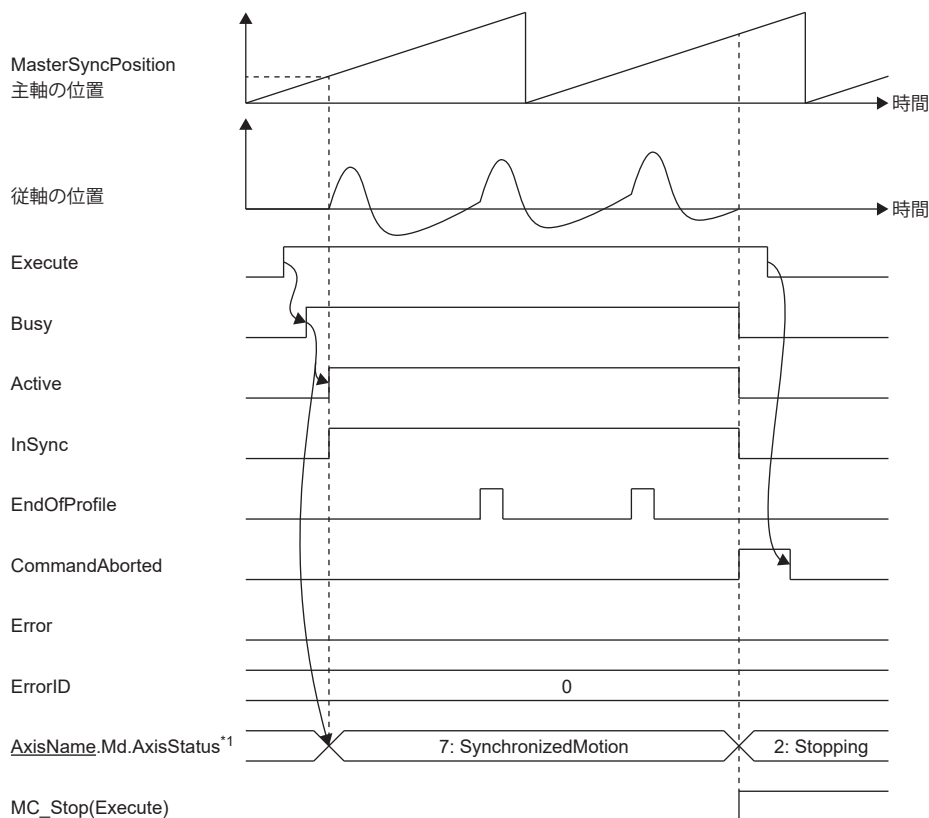 MasterSyncPosition
主軸の位置
時間
従軸の位置
時間
Execute
Busy
Active
InSync
EndOfProfile
CommandAborted
Error
ErrorID
0
AxisName.Md.AxisStatus*1
7: SynchronizedMotion
2: Stopping
MC_Stop(Execute)